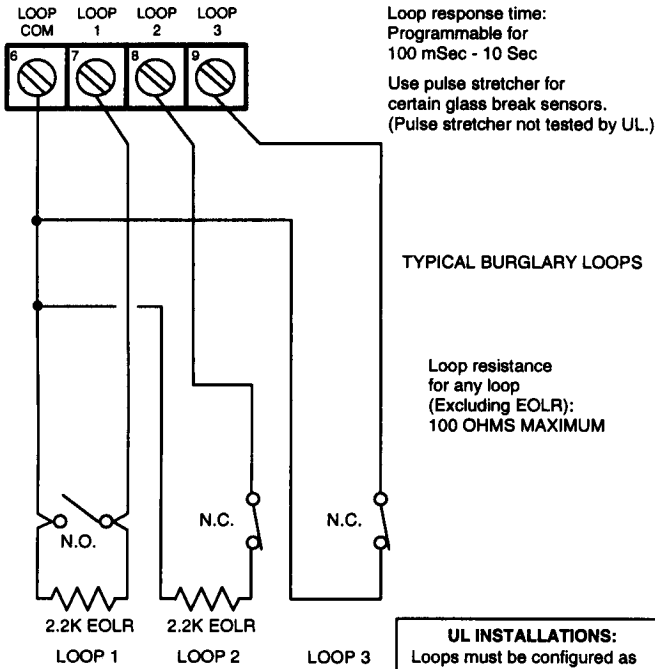 LOOP COM
LOOP 1
LOOP 2
LOOP 3
6
7
8
9
Loop response time:
Programmable for
100 mSec - 10 Sec
Use pulse stretcher for
certain glass break sensors.
(Pulse stretcher not tested by UL.)
TYPICAL BURGLARY LOOPS
Loop resistance
for any loop
(Excluding EOLR):
100 OHMS MAXIMUM
N.O.
N.C.
N.C.
2.2K EOLR
2.2K EOLR
LOOP 1
LOOP 2
LOOP 3
UL INSTALLATIONS:
Loops must be configured as